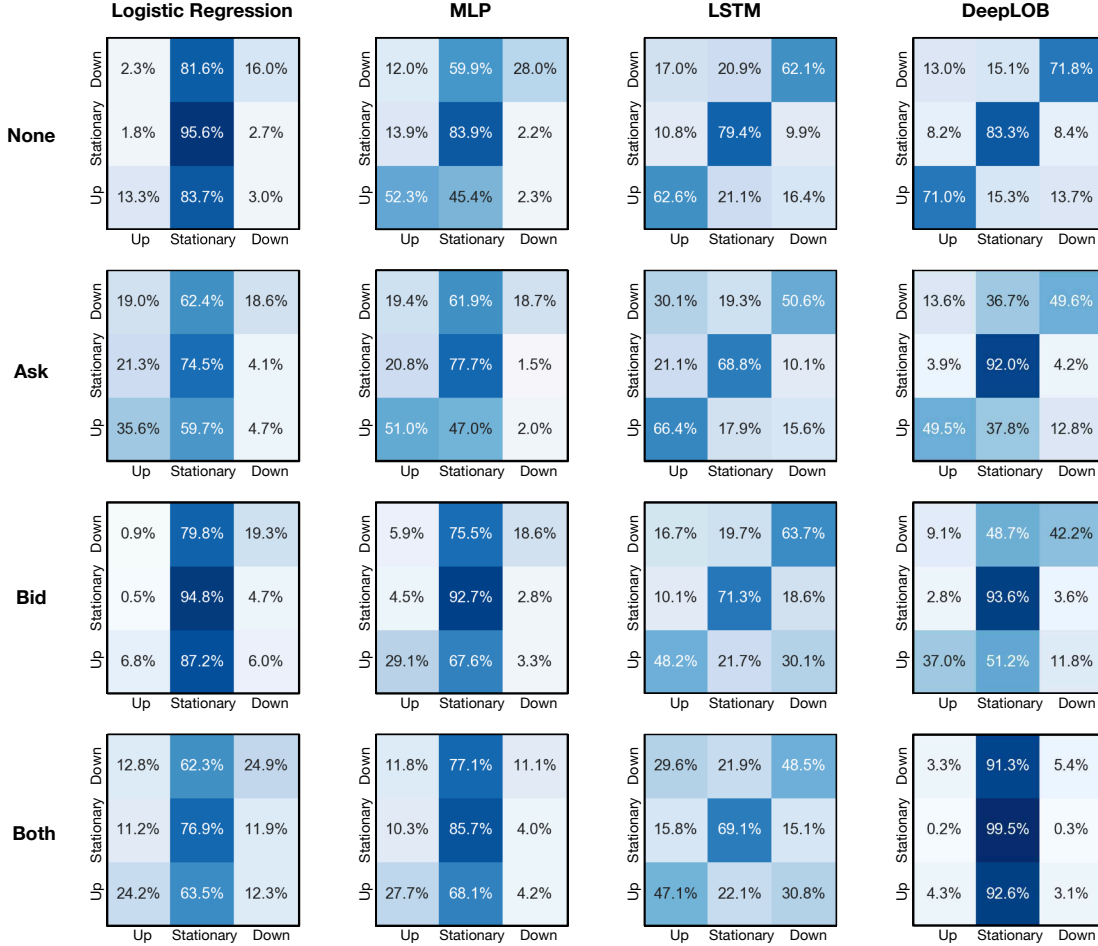 Logistic Regression MLP LSTM DeepLOB
None
Down 2.3% 81.6% 16.0% Down 12.0% 59.9% 28.0% Down 17.0% 20.9% 62.1% Down 13.0% 15.1% 71.8%
Stationary 1.8% 95.6% 2.7% Stationary 13.9% 83.9% 2.2% Stationary 10.8% 79.4% 9.9% Stationary 8.2% 83.3% 8.4%
Up 13.3% 83.7% 3.0% Up 52.3% 45.4% 2.3% Up 62.6% 21.1% 16.4% Up 71.0% 15.3% 13.7%
Up Stationary Down Up Stationary Down Up Stationary Down Up Stationary Down
Ask
Down 19.0% 62.4% 18.6% Down 19.4% 61.9% 18.7% Down 30.1% 19.3% 50.6% Down 13.6% 36.7% 49.6%
Stationary 21.3% 74.5% 4.1% Stationary 20.8% 77.7% 1.5% Stationary 21.1% 68.8% 10.1% Stationary 3.9% 92.0% 4.2%
Up 35.6% 59.7% 4.7% Up 51.0% 47.0% 2.0% Up 66.4% 17.9% 15.6% Up 49.5% 37.8% 12.8%
Up Stationary Down Up Stationary Down Up Stationary Down Up Stationary Down
Bid
Down 0.9% 79.8% 19.3% Down 5.9% 75.5% 18.6% Down 16.7% 19.7% 63.7% Down 9.1% 48.7% 42.2%
Stationary 0.5% 94.8% 4.7% Stationary 4.5% 92.7% 2.8% Stationary 10.1% 71.3% 18.6% Stationary 2.8% 93.6% 3.6%
Up 6.8% 87.2% 6.0% Up 29.1% 67.6% 3.3% Up 48.2% 21.7% 30.1% Up 37.0% 51.2% 11.8%
Up Stationary Down Up Stationary Down Up Stationary Down Up Stationary Down
Both
Down 12.8% 62.3% 24.9% Down 11.8% 77.1% 11.1% Down 29.6% 21.9% 48.5% Down 3.3% 91.3% 5.4%
Stationary 11.2% 76.9% 11.9% Stationary 10.3% 85.7% 4.0% Stationary 15.8% 69.1% 15.1% Stationary 0.2% 99.5% 0.3%
Up 24.2% 63.5% 12.3% Up 27.7% 68.1% 4.2% Up 47.1% 22.1% 30.8% Up 4.3% 92.6% 3.1%
Up Stationary Down Up Stationary Down Up Stationary Down Up Stationary Down